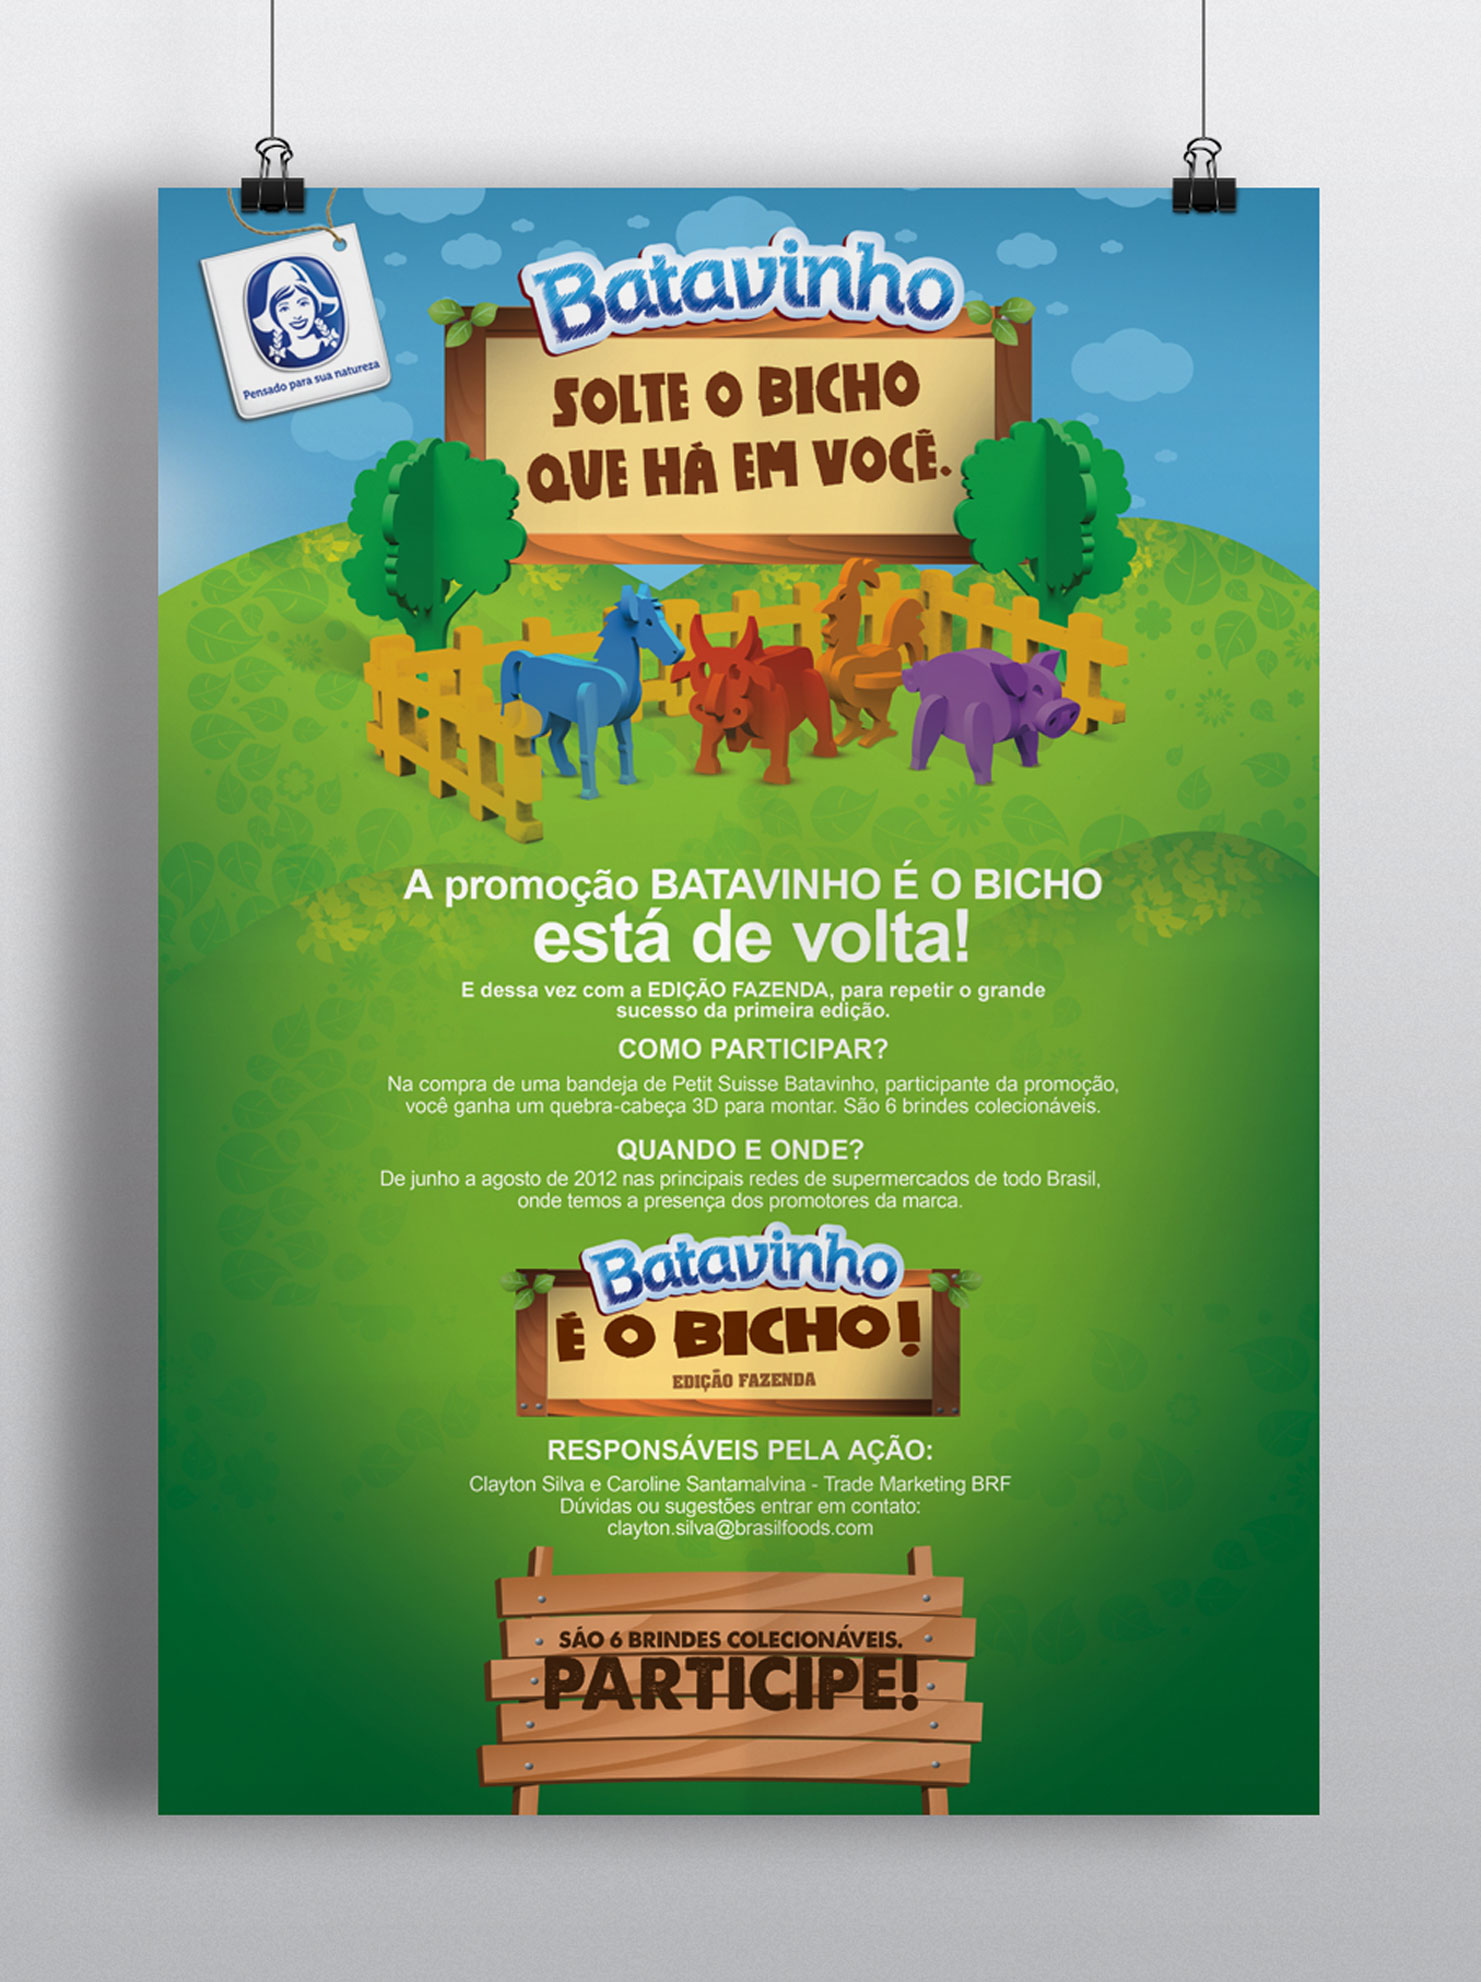 Pensado para sua natureza
Batavinho
SOLTE O BICHO
QUE HÁ EM VOCÊ.
A promoção BATAVINHO É O BICHO
está de volta!
E dessa vez com a EDIÇÃO FAZENDA, para repetir o grande
sucesso da primeira edição.
COMO PARTICIPAR?
Na compra de uma bandeja de Petit Suisse Batavinho, participante da promoção,
você ganha um quebra-cabeça 3D para montar. São 6 brindes colecionáveis.
QUANDO E ONDE?
De junho a agosto de 2012 nas principais redes de supermercados de todo Brasil,
onde temos a presença dos promotores da marca.
Batavinho
É O BICHO!
EDIÇÃO FAZENDA
RESPONSÁVEIS PELA AÇÃO:
Clayton Silva e Caroline Santamalvina - Trade Marketing BRF
Dúvidas ou sugestões entrar em contato:
clayton.silva@brasilfoods.com
SÃO 6 BRINDES COLECIONÁVEIS.
PARTICIPE!